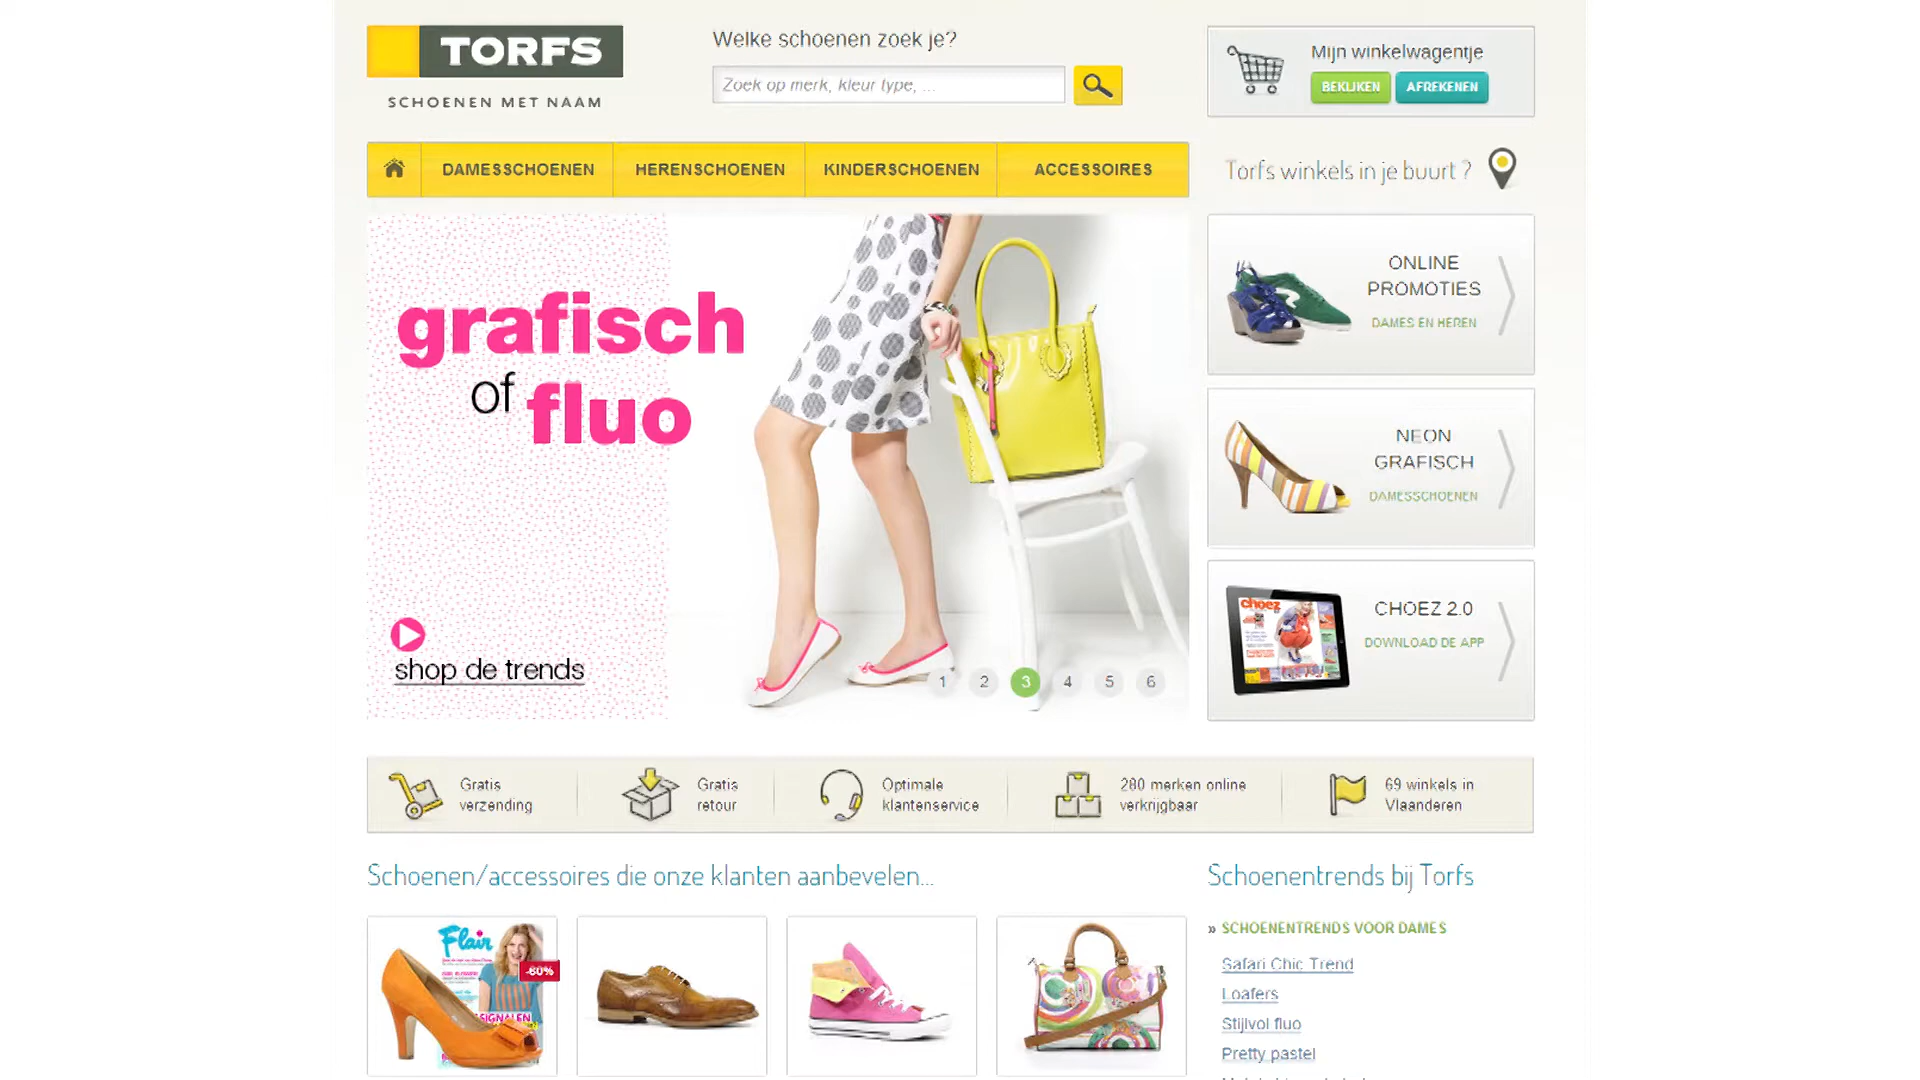 TORFS
SCHOENEN MET NAAM
Welke schoenen zoek je?
Zoek op merk, kleur type, ...
Mijn winkelwagentje
BEKIJKEN
AFREKENEN
DAMESSCHOENEN
HERENSCHOENEN
KINDERSCHOENEN
ACCESSOIRES
Torfs winkels in je buurt ?
grafisch
of fluo
shop de trends
1 2 3 4 5 6
ONLINE
PROMOTIES
DAMES EN HEREN
NEON
GRAFISCH
DAMESSCHOENEN
choez
CHOEZ 2.0
DOWNLOAD DE APP
Gratis
verzending
Gratis
retour
Optimale
klantenservice
280 merken online
verkrijgbaar
69 winkels in
Vlaanderen
Schoenen/accessoires die onze klanten aanbevelen...
Flair
-60%
Schoenentrends bij Torfs
» SCHOENENTRENDS VOOR DAMES
Safari Chic Trend
Loafers
Stijlvol fluo
Pretty pastel